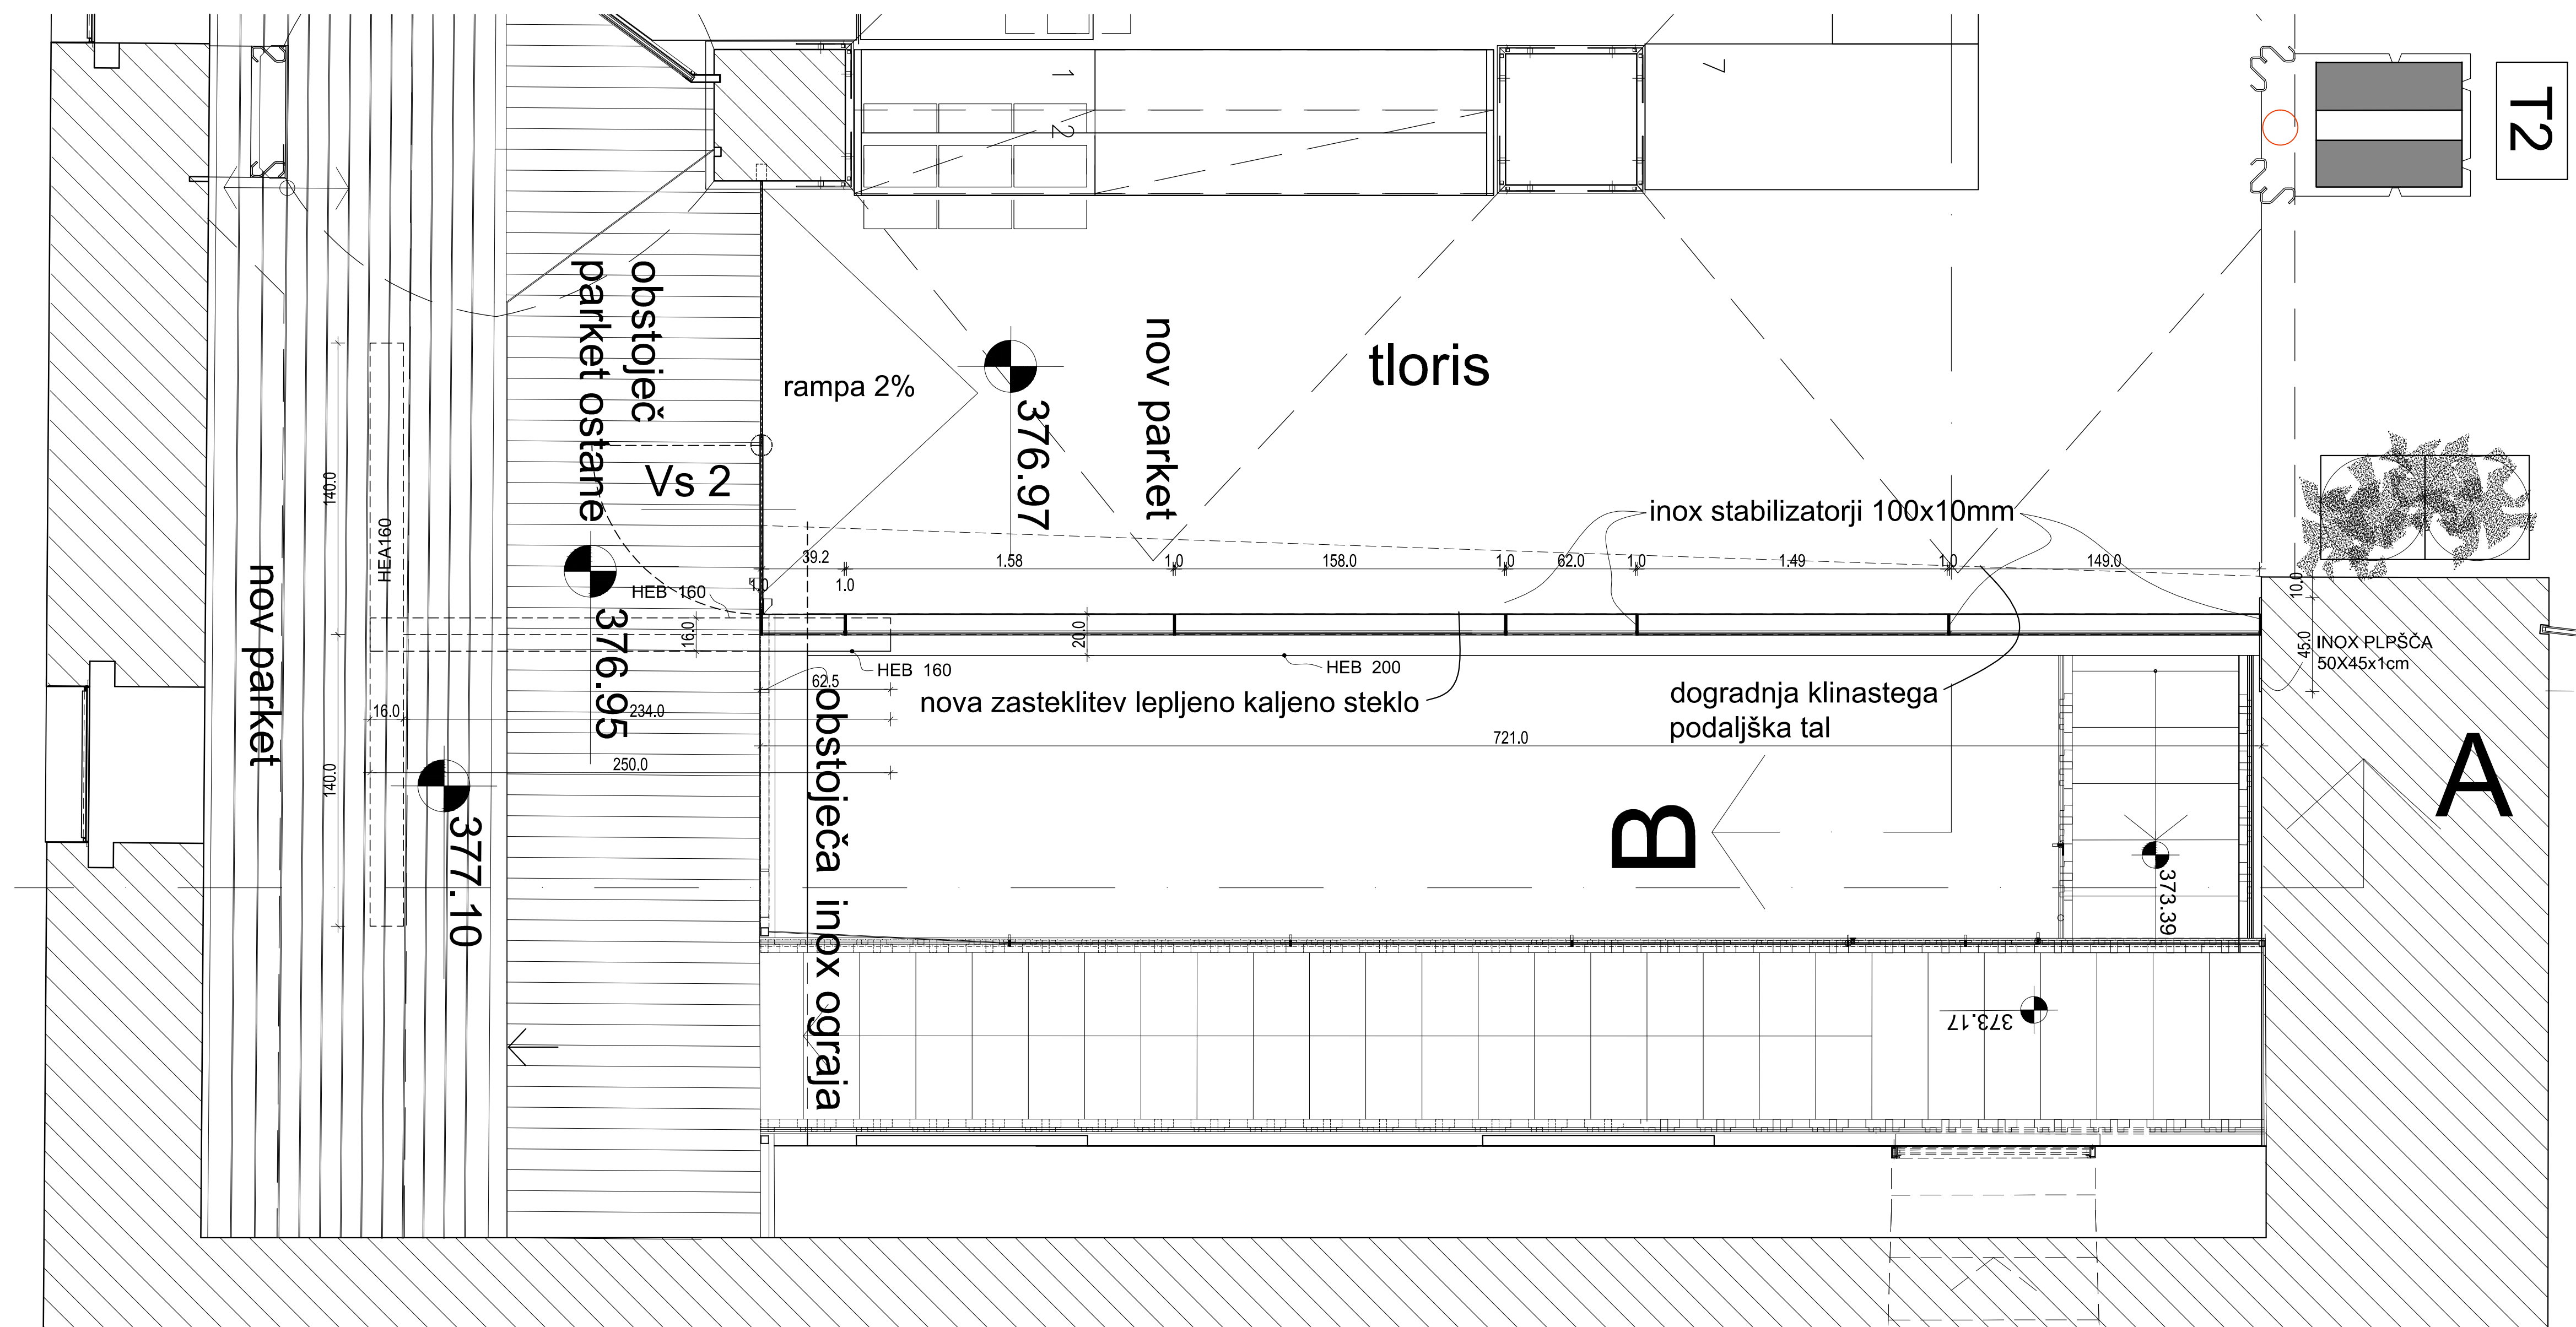 T2
1
2
7
obstoječ
parket ostane
rampa 2%
376.97
nov parket
tloris
Vs 2
inox stabilizatorji 100x10mm
140.0
HEA160
nov parket
39.2
1.58
1.0
158.0
1.0
62.0
1.0
1.49
1.0
149.0
1.0
1.0
10.0
HEB 160
376.95
16.0
20.0
HEB 160
HEB 200
45.0
INOX PLPŠČA
50X45x1cm
62.5
nova zasteklitev lepljeno kaljeno steklo
dogradnja klinastega
podaljška tal
16.0
234.0
721.0
250.0
140.0
377.10
obbstoječa inox ograja
B
A
373.39
373.17